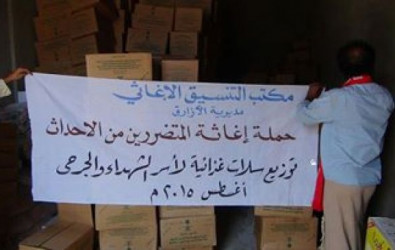 مكتب التنسيق الإغاثي
مديرية الأزارق
حملة إغاثة المتضررين من الاحداث
توزيع سلات غذائية لأسر الشهداء والجرحى
أغسطس ٢٠١٥م